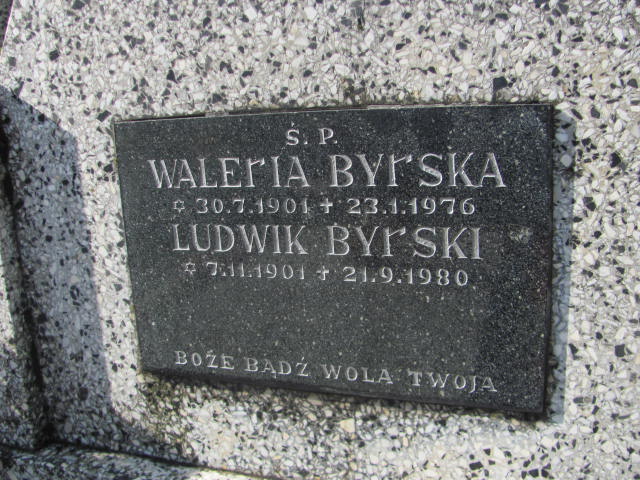 Ś. P.
WALErIA BYrSKA
✡ 30.7.1901 + 23.1.1976
LUDWIK BYrSKI
✡ 7.11.1901 + 21.9.1980
BOŻE BĄDŹ WOLA TWOJA